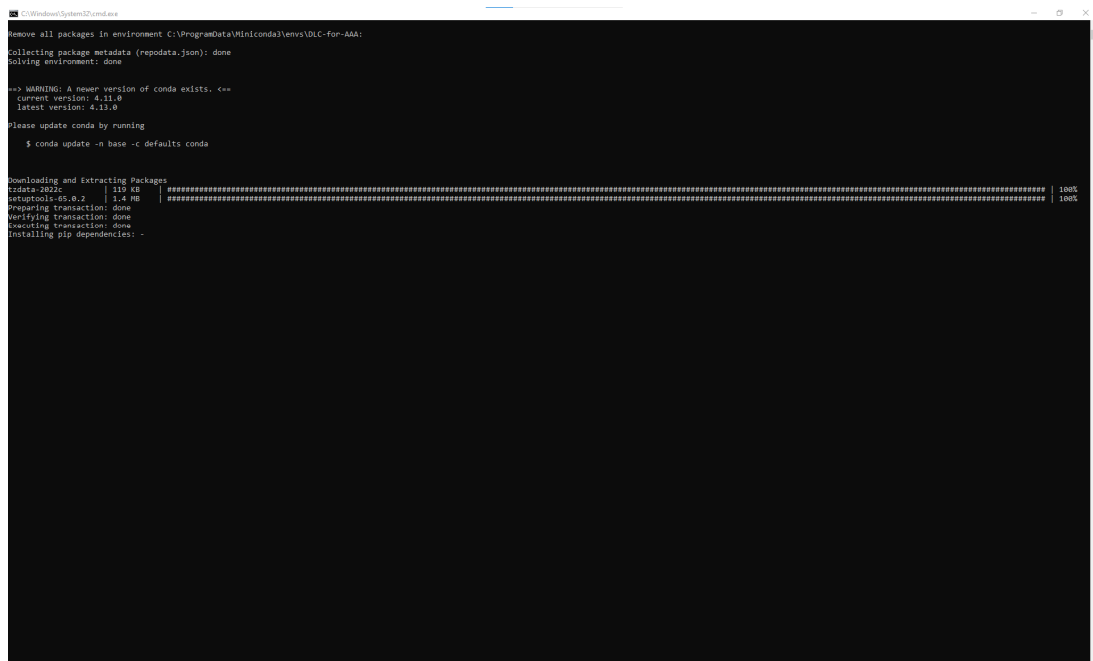 C:\Windows\System32\cmd.exe
Remove all packages in environment C:\ProgramData\Miniconda3\envs\DLC-for-AAA:
Collecting package metadata (repodata.json): done
Solving environment: done
==> WARNING: A newer version of conda exists. <==
current version: 4.11.0
latest version: 4.13.0
Please update conda by running
$ conda update -n base -c defaults conda
Downloading and Extracting Packages
tzdata-2022c | 119 KB | ############################################################################ | 100%
setuptools-65.0.2 | 1.4 MB | ############################################################################ | 100%
Preparing transaction: done
Verifying transaction: done
Executing transaction: done
Installing pip dependencies: -